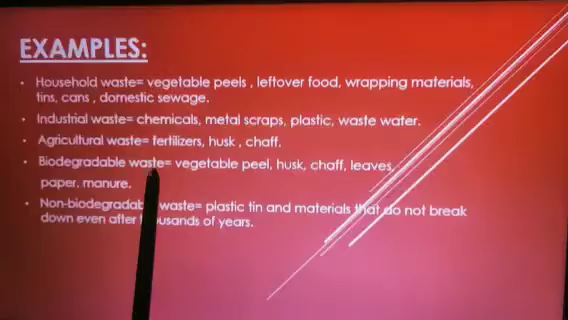 EXAMPLES:
• Household waste= vegetable peels , leftover food, wrapping materials,
tins, cans , domestic sewage.
• Industrial waste= chemicals, metal scraps, plastic, waste water.
• Agricultural waste= fertilizers, husk , chaff.
• Biodegradable waste= vegetable peel, husk, chaff, leaves,
paper, manure.
• waste= plastic tin and materials that do not break
down even after of years.